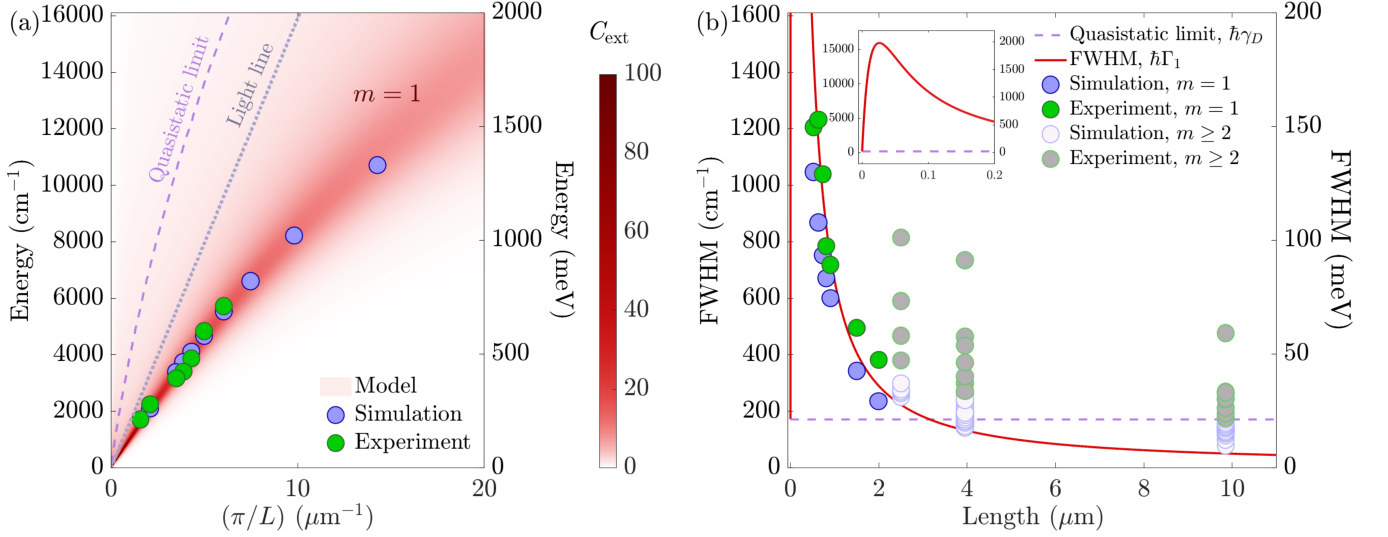 (a)
16000
14000
12000
10000
8000
6000
4000
2000
0
Energy (cm⁻¹)
0
10
20
(π/L) (μm⁻¹)
2000
1500
1000
500
0
Energy (meV)
Quasistatic limit
Light line
m = 1
Model
Simulation
Experiment
C_ext
100
80
60
40
20
0
(b)
1600
1400
1200
1000
800
600
400
200
0
FWHM (cm⁻¹)
0
2
4
6
8
10
Length (μm)
200
150
100
50
0
FWHM (meV)
15000
10000
5000
0
0
0.1
0.2
2000
1500
1000
500
0
Quasistatic limit, ħγ_D
FWHM, ħΓ₁
Simulation, m = 1
Experiment, m = 1
Simulation, m ≥ 2
Experiment, m ≥ 2